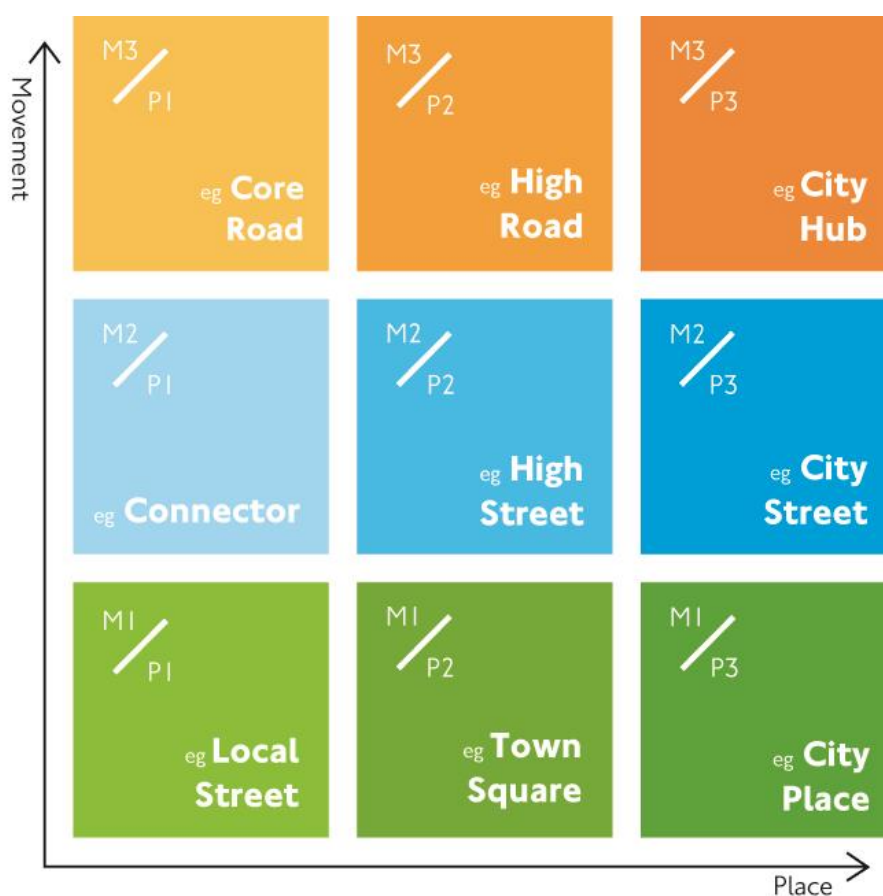 Movement
M3
P1
eg Core
Road
M3
P2
eg High
Road
M3
P3
eg City
Hub
M2
P1
eg Connector
M2
P2
eg High
Street
M2
P3
eg City
Street
M1
P1
eg Local
Street
M1
P2
eg Town
Square
M1
P3
eg City
Place
Place